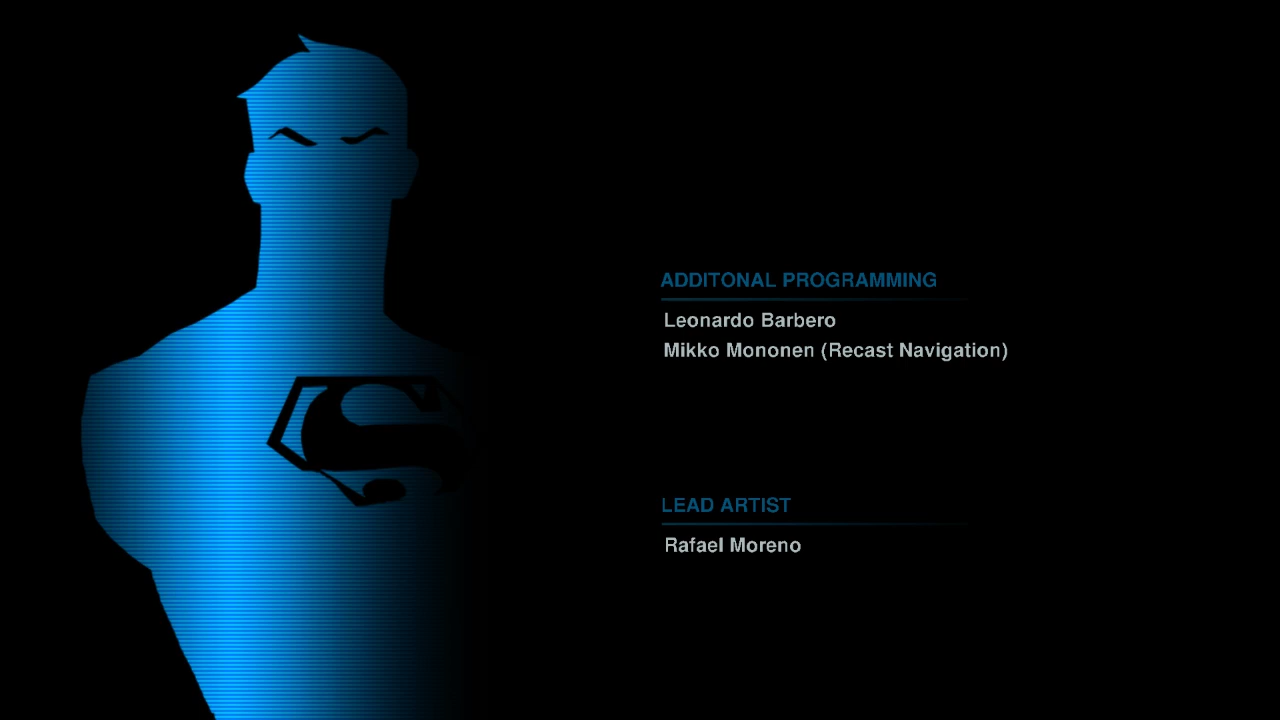 ADDITONAL PROGRAMMING
Leonardo Barbero
Mikko Mononen (Recast Navigation)
LEAD ARTIST
Rafael Moreno